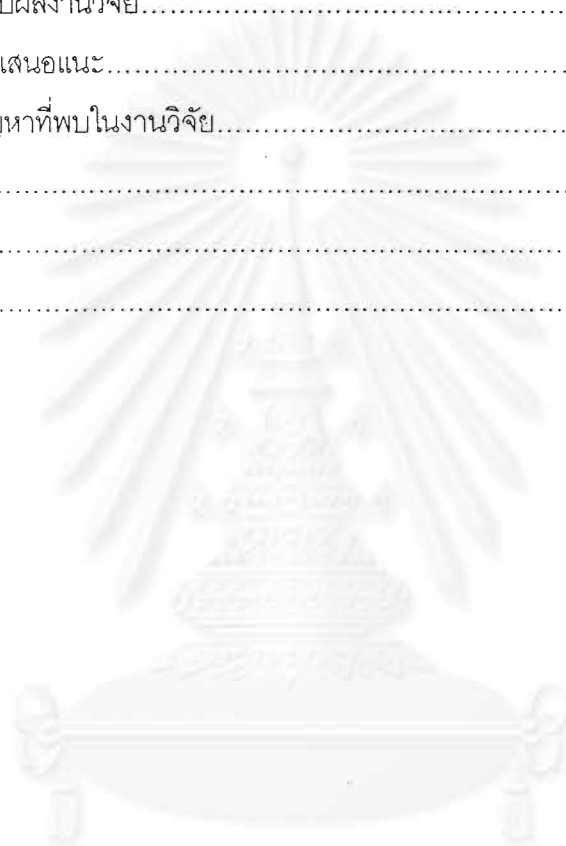 ปผลงานวิจัย..................................................
เสนอแนะ..................................................
หาที่พบในงานวิจัย..................................................
..................................................
..................................................
..................................................